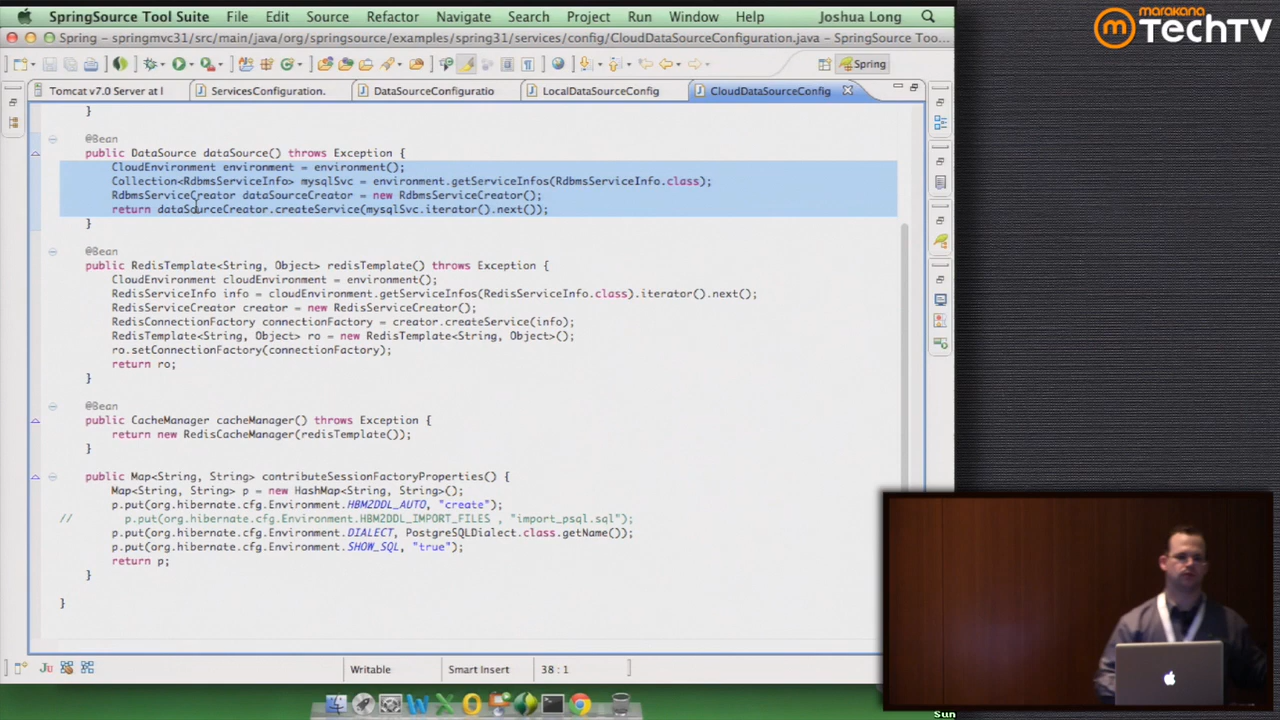 SpringSource Tool Suite File Edit Source Refactor Navigate Search Project Run Window Help Joshua Long
marakana
TechTV
Spring – springmvc31/src/main/java/org/springsource/examples/spring31/services/config/CloudDataSourceConfiguration.java – SpringSource To...
Spring
Tomcat v7.0 Server at l ServicesConfiguration. DataSourceConfiguratio LocalDataSourceConfig CloudDataSourceConfig
}
@Bean
public DataSource dataSource() throws Exception {
CloudEnvironment environment = environment();
Collection<RdbmsServiceInfo> mysqlSvc = environment.getServiceInfos(RdbmsServiceInfo.class);
RdbmsServiceCreator dataSourceCreator = new RdbmsServiceCreator();
return dataSourceCreator.createService(mysqlSvc.iterator().next());
}
@Bean
public RedisTemplate<String, Object> redisTemplate() throws Exception {
CloudEnvironment cloudEnvironment = environment();
RedisServiceInfo info = cloudEnvironment.getServiceInfos(RedisServiceInfo.class).iterator().next();
RedisServiceCreator creator = new RedisServiceCreator();
RedisConnectionFactory connectionFactory = creator.createService(info);
RedisTemplate<String, Object> ro = new RedisTemplate<String, Object>();
ro.setConnectionFactory(connectionFactory);
return ro;
}
@Bean
public CacheManager cacheManager() throws Exception {
return new RedisCacheManager(redisTemplate());
}
public Map<String, String> contributeSessionFactoryProperties() {
Map<String, String> p = new HashMap<String, String>();
p.put(org.hibernate.cfg.Environment.HBM2DDL_AUTO, "create");
// p.put(org.hibernate.cfg.Environment.HBM2DDL_IMPORT_FILES , "import_psql.sql");
p.put(org.hibernate.cfg.Environment.DIALECT, PostgreSQLDialect.class.getName());
p.put(org.hibernate.cfg.Environment.SHOW_SQL, "true");
return p;
}
}
Ju Writable Smart Insert 38 : 1
Sun